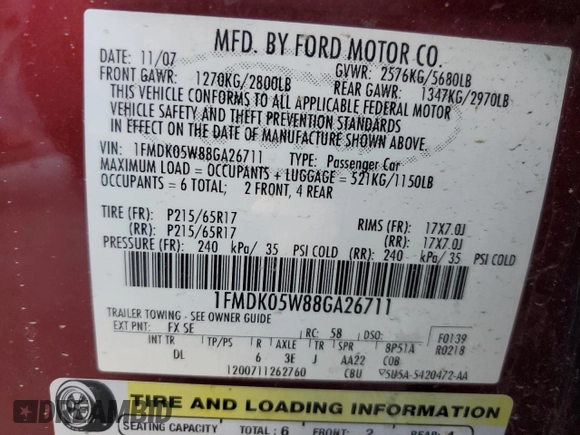 MFD. BY FORD MOTOR CO.
DATE: 11/07 GVWR: 2576KG/5680LB
FRONT GAWR: 1270KG/2800LB REAR GAWR: 1347KG/2970LB
THIS VEHICLE CONFORMS TO ALL APPLICABLE FEDERAL MOTOR
VEHICLE SAFETY AND THEFT PREVENTION STANDARDS
IN EFFECT ON THE DATE OF MANUFACTURE SHOWN ABOVE.
VIN: 1FMDK05W88GA26711 TYPE: Passenger Car
MAXIMUM LOAD = OCCUPANTS + LUGGAGE = 521KG/1150LB
OCCUPANTS = 6 TOTAL; 2 FRONT, 4 REAR
TIRE (FR): P215/65R17 RIMS (FR): 17X7.0J
(RR): P215/65R17 (RR): 17X7.0J
PRESSURE (FR): 240 kPa/ 35 PSI COLD (RR): 240 kPa/ 35 PSI COLD
1FMDK05W88GA26711
TRAILER TOWING - SEE OWNER GUIDE
EXT PNT: FX SE RC: 58 DSO: F0139
INT TR TP/PS R AXLE TR SPR 8P51A R0218
DL 6 3E J AA22 COB
1200711262760 CBU 5U5A-5420472-AA
TIRE AND LOADING INFORMATION
SEATING CAPACITY TOTAL: 6 FRONT: 2 REAR: 4
DREAMBID